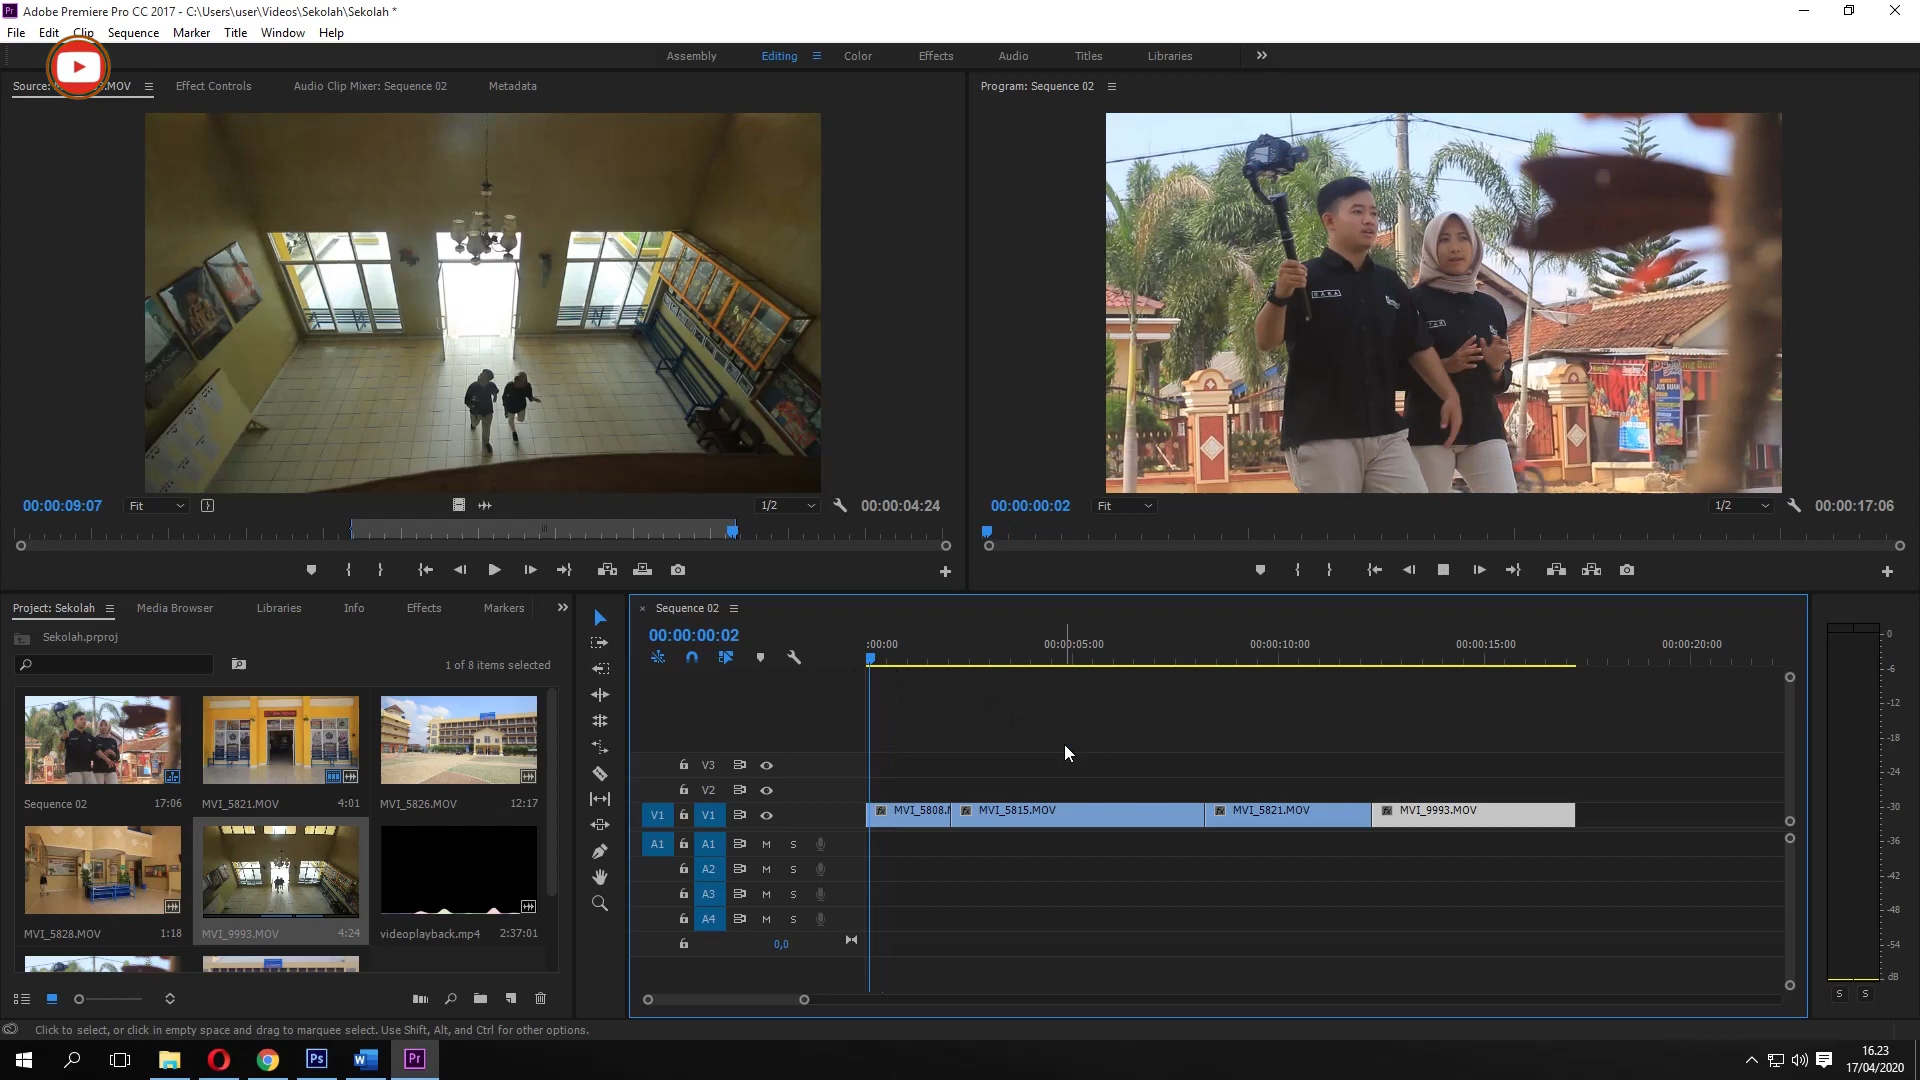 Adobe Premiere Pro CC 2017 - C:\Users\user\Videos\Sekolah\Sekolah *
File Edit Clip Sequence Marker Title Window Help
Assembly Editing Color Effects Audio Titles Libraries
Source: .MOV Effect Controls Audio Clip Mixer: Sequence 02 Metadata
Program: Sequence 02
JUS BUAH
00:00:09:07 Fit 1/2 00:00:04:24
00:00:00:02 Fit 1/2 00:00:17:06
Project: Sekolah Media Browser Libraries Info Effects Markers
Sekolah.prproj
1 of 8 items selected
Sequence 02 17:06
MVI_5821.MOV 4:01
MVI_5826.MOV 12:17
MVI_5828.MOV 1:18
MVI_9993.MOV 4:24
videoplayback.mp4 2:37:01
Sequence 02
00:00:00:02
:00:00 00:00:05:00 00:00:10:00 00:00:15:00 00:00:20:00
V3
V2
V1 V1 MVI_5808.M MVI_5815.MOV MVI_5821.MOV MVI_9993.MOV
A1 A1 M S
A2 M S
A3 M S
A4 M S
0,0
0
-6
-12
-18
-24
-30
-36
-42
-48
-54
dB
S S
Click to select, or click in empty space and drag to marquee select. Use Shift, Alt, and Ctrl for other options.
Ps
Pr
16.23
17/04/2020